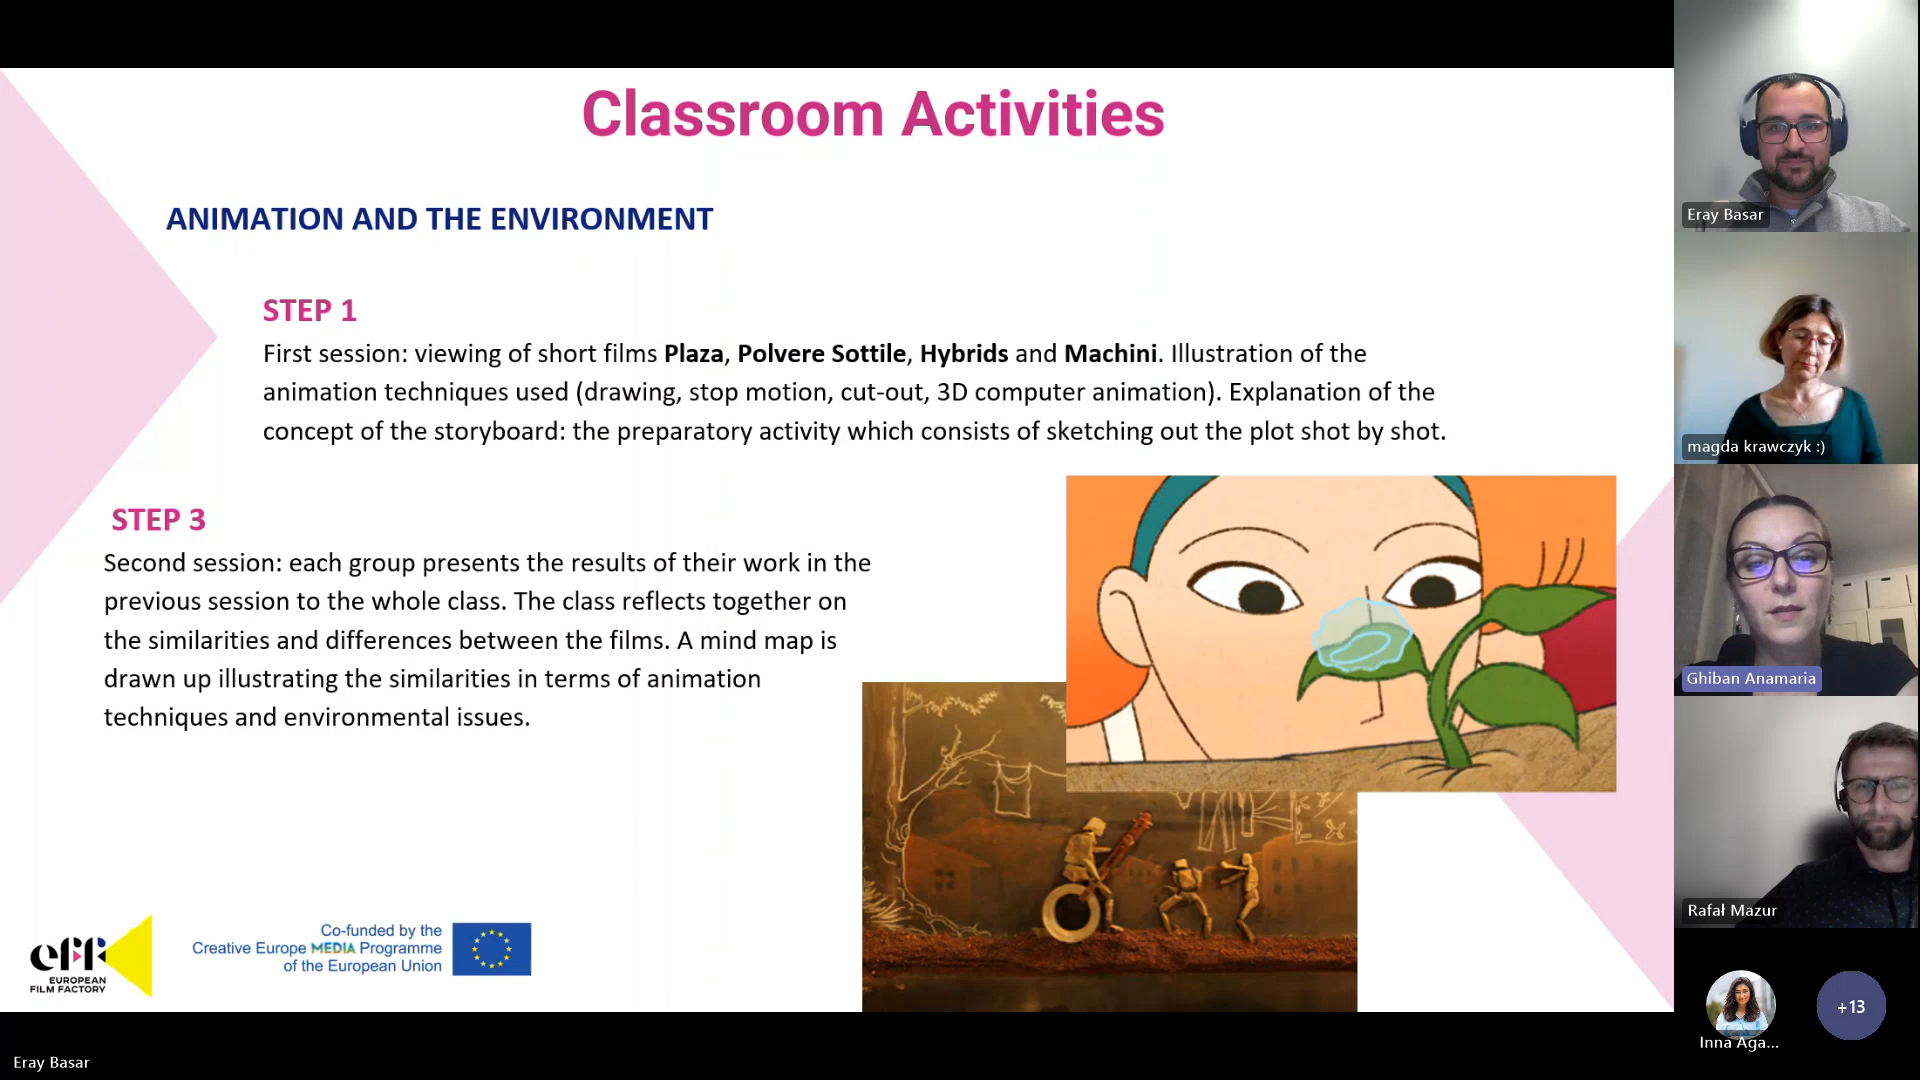 Classroom Activities
ANIMATION AND THE ENVIRONMENT
STEP 1
First session: viewing of short films Plaza, Polvere Sottile, Hybrids and Machini. Illustration of the
animation techniques used (drawing, stop motion, cut-out, 3D computer animation). Explanation of the
concept of the storyboard: the preparatory activity which consists of sketching out the plot shot by shot.
STEP 3
Second session: each group presents the results of their work in the
previous session to the whole class. The class reflects together on
the similarities and differences between the films. A mind map is
drawn up illustrating the similarities in terms of animation
techniques and environmental issues.
eff
EUROPEAN
FILM FACTORY
Co-funded by the
Creative Europe MEDIA Programme
of the European Union
Eray Basar
Eray Basar
magda krawczyk :)
Ghiban Anamaria
Rafał Mazur
Inna Aga...
+13